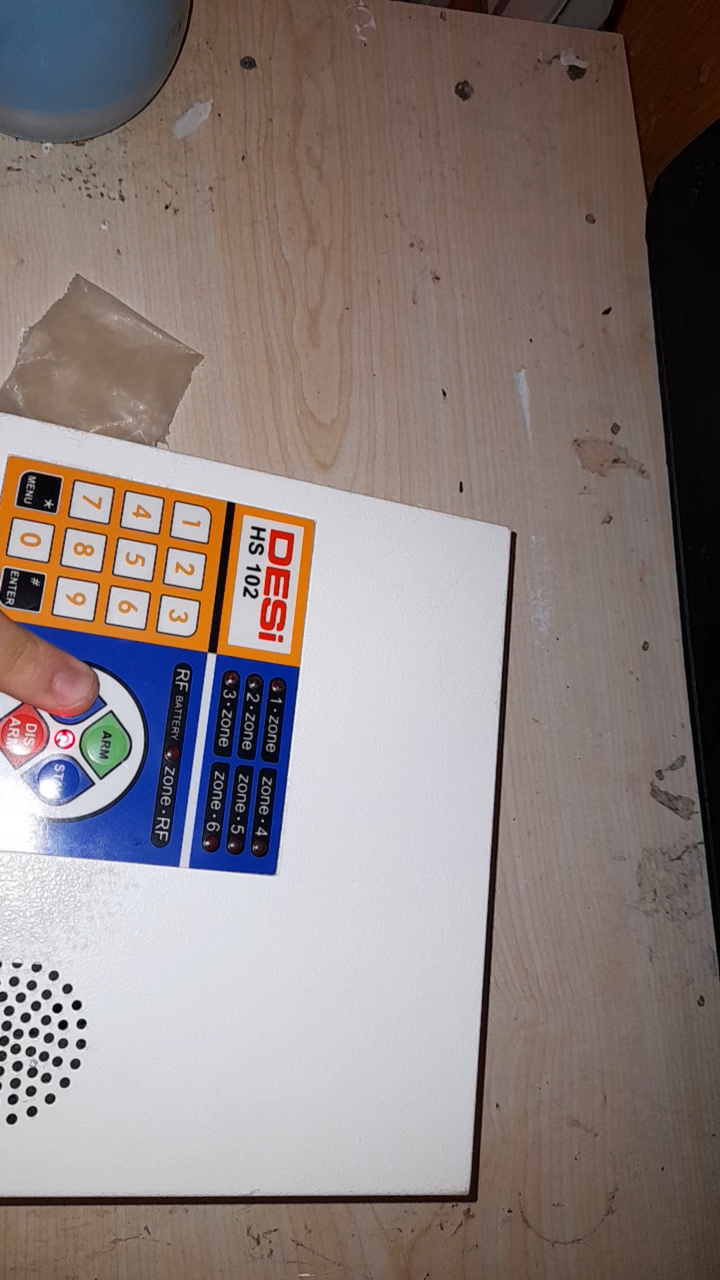 DESi
HS 102
1 2 3
4 5 6
7 8 9
* 0 #
MENU ENTER
1 · zone zone · 4
2 · zone zone · 5
3 · zone zone · 6
RF BATTERY zone · RF
ARM
DIS